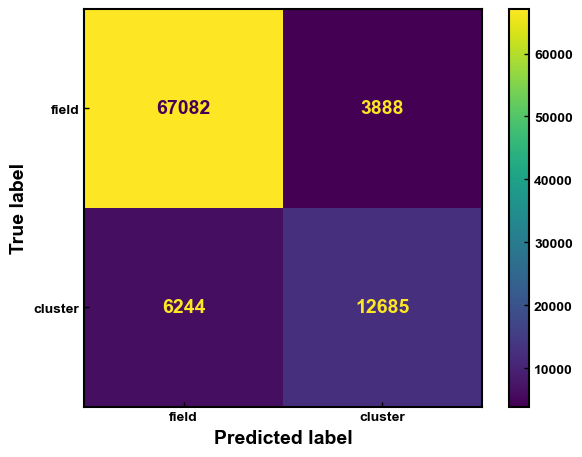 field
67082
3888
cluster
6244
12685
field
cluster
Predicted label
True label
60000
50000
40000
30000
20000
10000